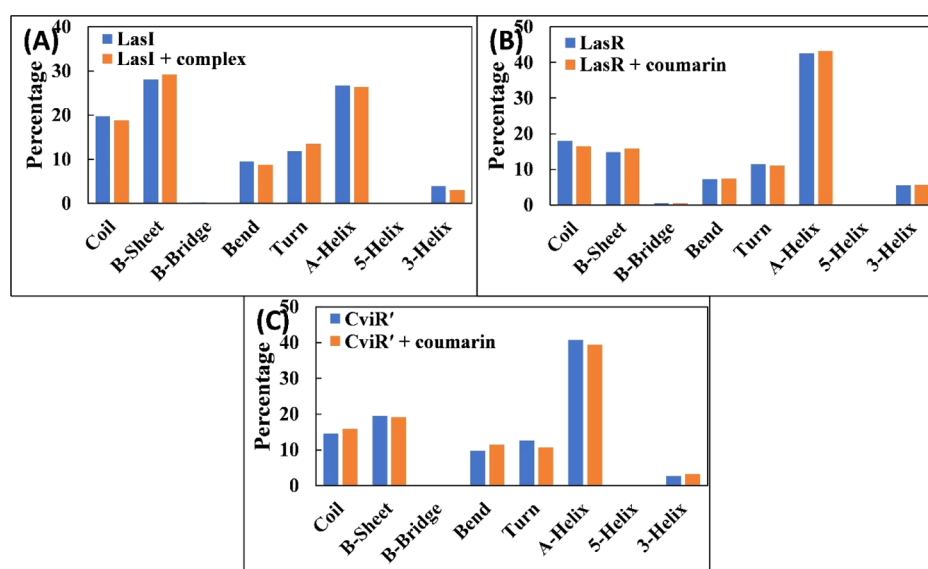 (A)
LasI
LasI + complex
Percentage
40
30
20
10
0
Coil
B-Sheet
B-Bridge
Bend
Turn
A-Helix
5-Helix
3-Helix
(B)
LasR
LasR + coumarin
Percentage
50
40
30
20
10
0
Coil
B-Sheet
B-Bridge
Bend
Turn
A-Helix
5-Helix
3-Helix
(C)
CviR′
CviR′ + coumarin
Percentage
50
40
30
20
10
0
Coil
B-Sheet
B-Bridge
Bend
Turn
A-Helix
5-Helix
3-Helix